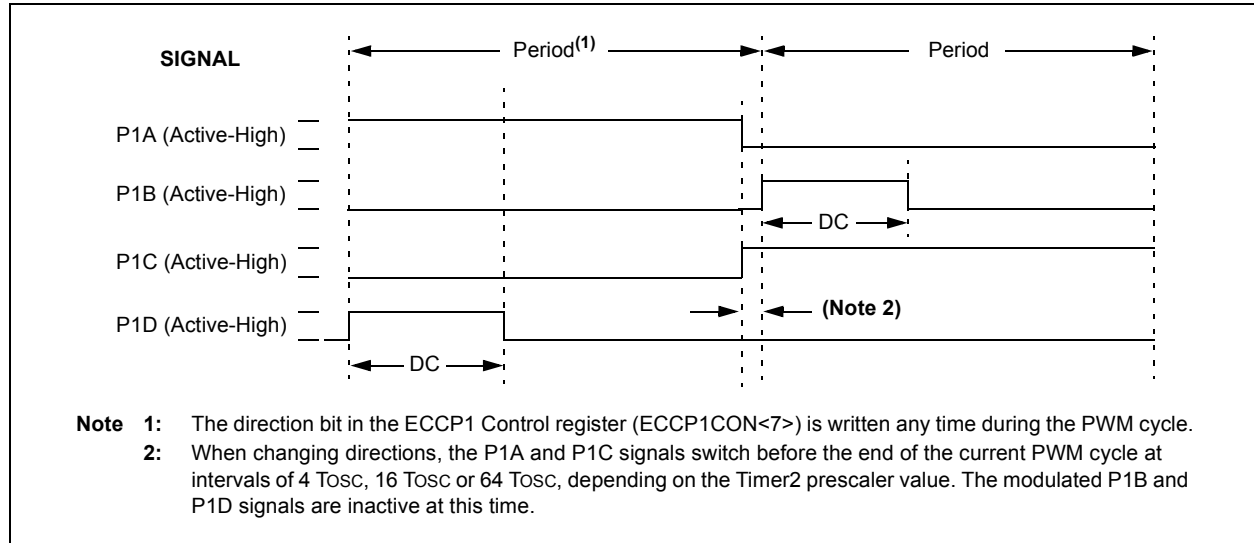 SIGNAL
Period(1)
Period
P1A (Active-High)
P1B (Active-High)
DC
P1C (Active-High)
(Note 2)
P1D (Active-High)
DC
Note 1: The direction bit in the ECCP1 Control register (ECCP1CON<7>) is written any time during the PWM cycle.
2: When changing directions, the P1A and P1C signals switch before the end of the current PWM cycle at
intervals of 4 TOSC, 16 TOSC or 64 TOSC, depending on the Timer2 prescaler value. The modulated P1B and
P1D signals are inactive at this time.